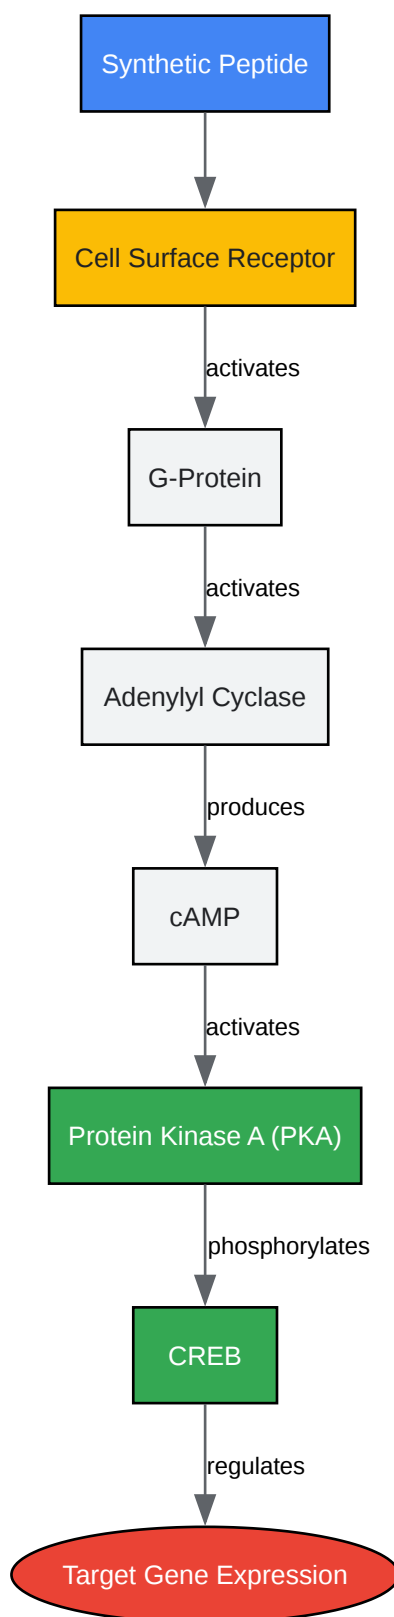 Synthetic Peptide
Cell Surface Receptor
activates
G-Protein
activates
Adenylyl Cyclase
produces
cAMP
activates
Protein Kinase A (PKA)
phosphorylates
CREB
regulates
Target Gene Expression